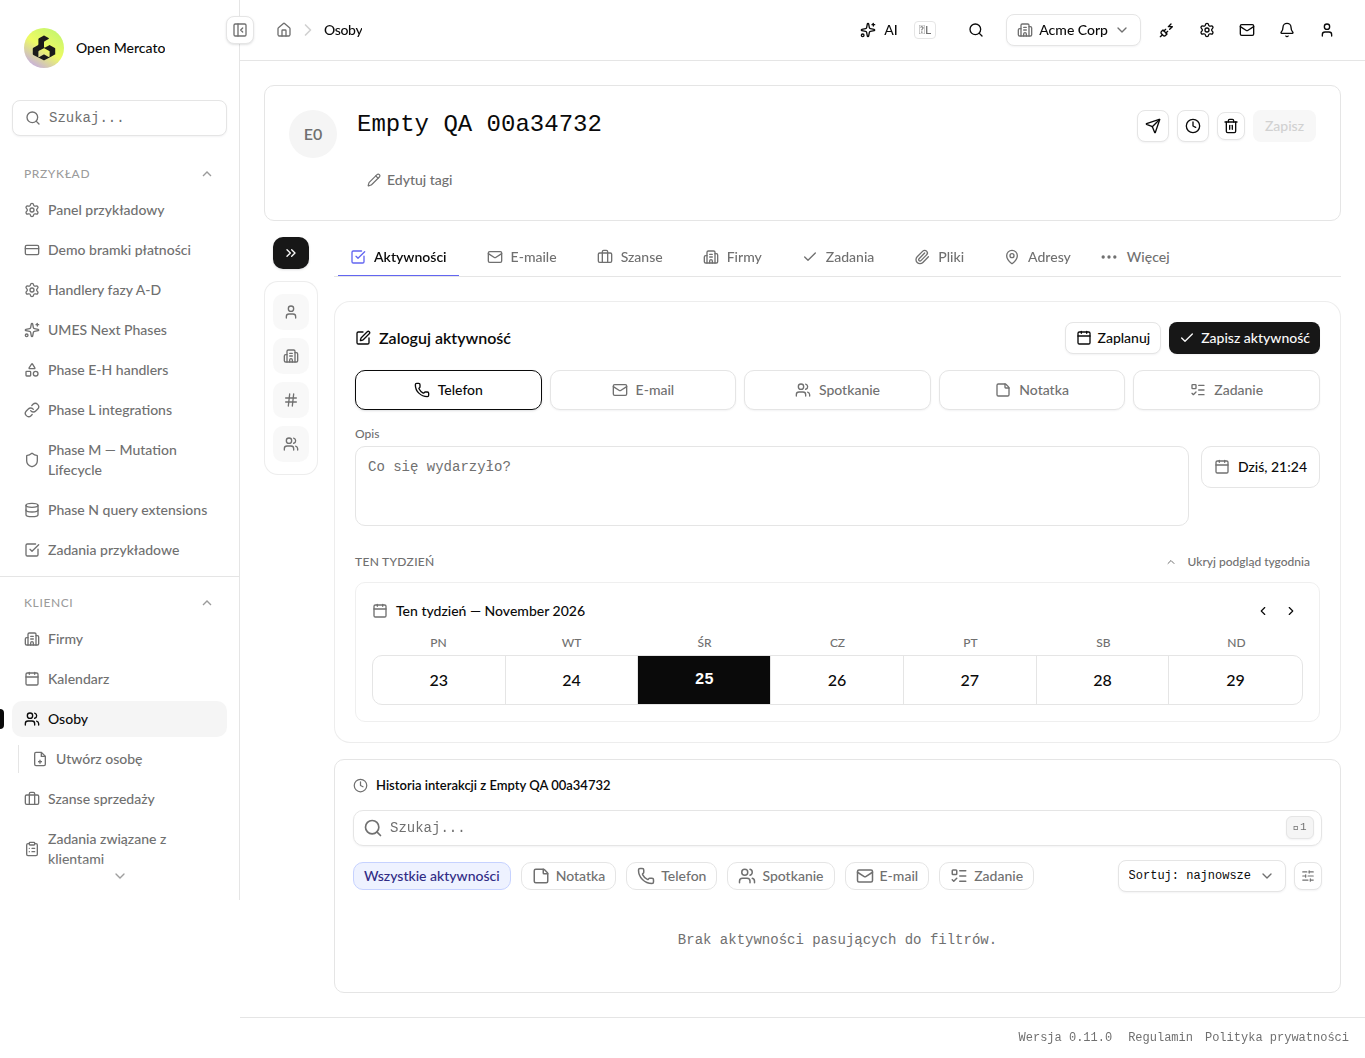 Open Mercato
Osoby
AI
L
Acme Corp
Szukaj...
PRZYKŁAD
Panel przykładowy
Demo bramki płatności
Handlery fazy A-D
UMES Next Phases
Phase E-H handlers
Phase L integrations
Phase M — Mutation
Lifecycle
Phase N query extensions
Zadania przykładowe
KLIENCI
Firmy
Kalendarz
Osoby
Utwórz osobę
Szanse sprzedaży
Zadania związane z
klientami
EO
Empty QA 00a34732
Edytuj tagi
Zapisz
Aktywności
E-maile
Szanse
Firmy
Zadania
Pliki
Adresy
Więcej
Zaloguj aktywność
Zaplanuj
Zapisz aktywność
Telefon
E-mail
Spotkanie
Notatka
Zadanie
Opis
Co się wydarzyło?
Dziś, 21:24
TEN TYDZIEŃ
Ukryj podgląd tygodnia
Ten tydzień — November 2026
PN WT ŚR CZ PT SB ND
23 24 25 26 27 28 29
Historia interakcji z Empty QA 00a34732
Szukaj...
1
Wszystkie aktywności
Notatka
Telefon
Spotkanie
E-mail
Zadanie
Sortuj: najnowsze
Brak aktywności pasujących do filtrów.
Wersja 0.11.0 Regulamin Polityka prywatności